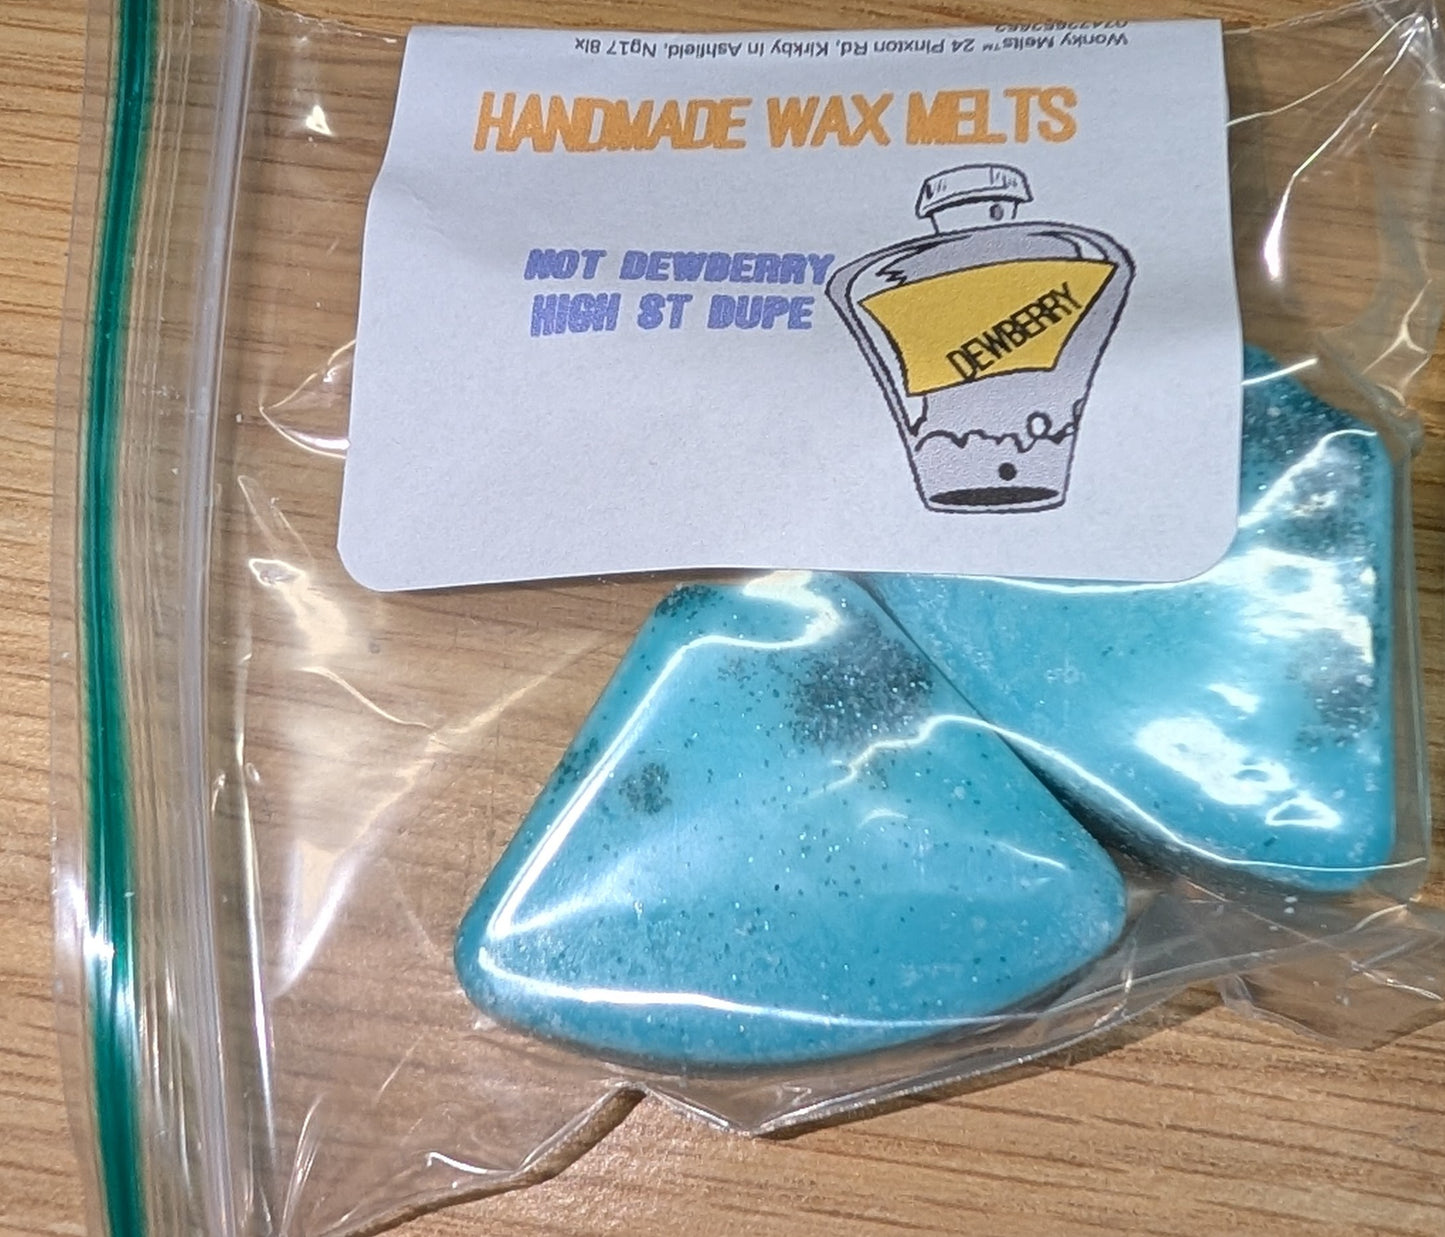 Wonky Melts™ 24 Pinxton Rd, Kirkby In Ashfield, Ng17 8lx
HANDMADE WAX MELTS
NOT DEWBERRY
HIGH ST DUPE
DEWBERRY